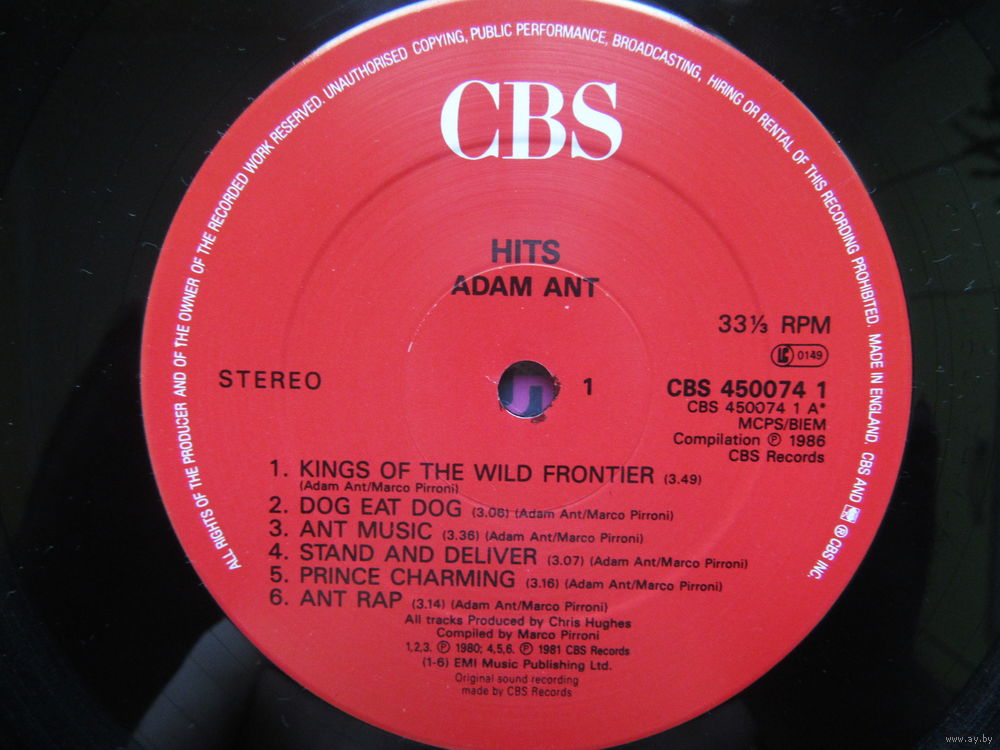 ALL RIGHTS OF THE PRODUCER AND OF THE OWNER OF THE RECORDED WORK RESERVED. UNAUTHORISED COPYING, PUBLIC PERFORMANCE, BROADCASTING, HIRING OR RENTAL OF THIS RECORDING PROHIBITED. MADE IN ENGLAND. CBS AND ℗ CBS INC.
CBS
HITS
ADAM ANT
33⅓ RPM
LC 0149
STEREO
1
CBS 450074 1
CBS 450074 1 A*
MCPS/BIEM
Compilation ℗ 1986
CBS Records
1. KINGS OF THE WILD FRONTIER (3.49)
(Adam Ant/Marco Pirroni)
2. DOG EAT DOG (3.06) (Adam Ant/Marco Pirroni)
3. ANT MUSIC (3.36) (Adam Ant/Marco Pirroni)
4. STAND AND DELIVER (3.07) (Adam Ant/Marco Pirroni)
5. PRINCE CHARMING (3.16) (Adam Ant/Marco Pirroni)
6. ANT RAP (3.14) (Adam Ant/Marco Pirroni)
All tracks Produced by Chris Hughes
Compiled by Marco Pirroni
1,2,3. ℗ 1980; 4,5,6. ℗ 1981 CBS Records
(1-6) EMI Music Publishing Ltd.
Original sound recording
made by CBS Records
www.ay.by